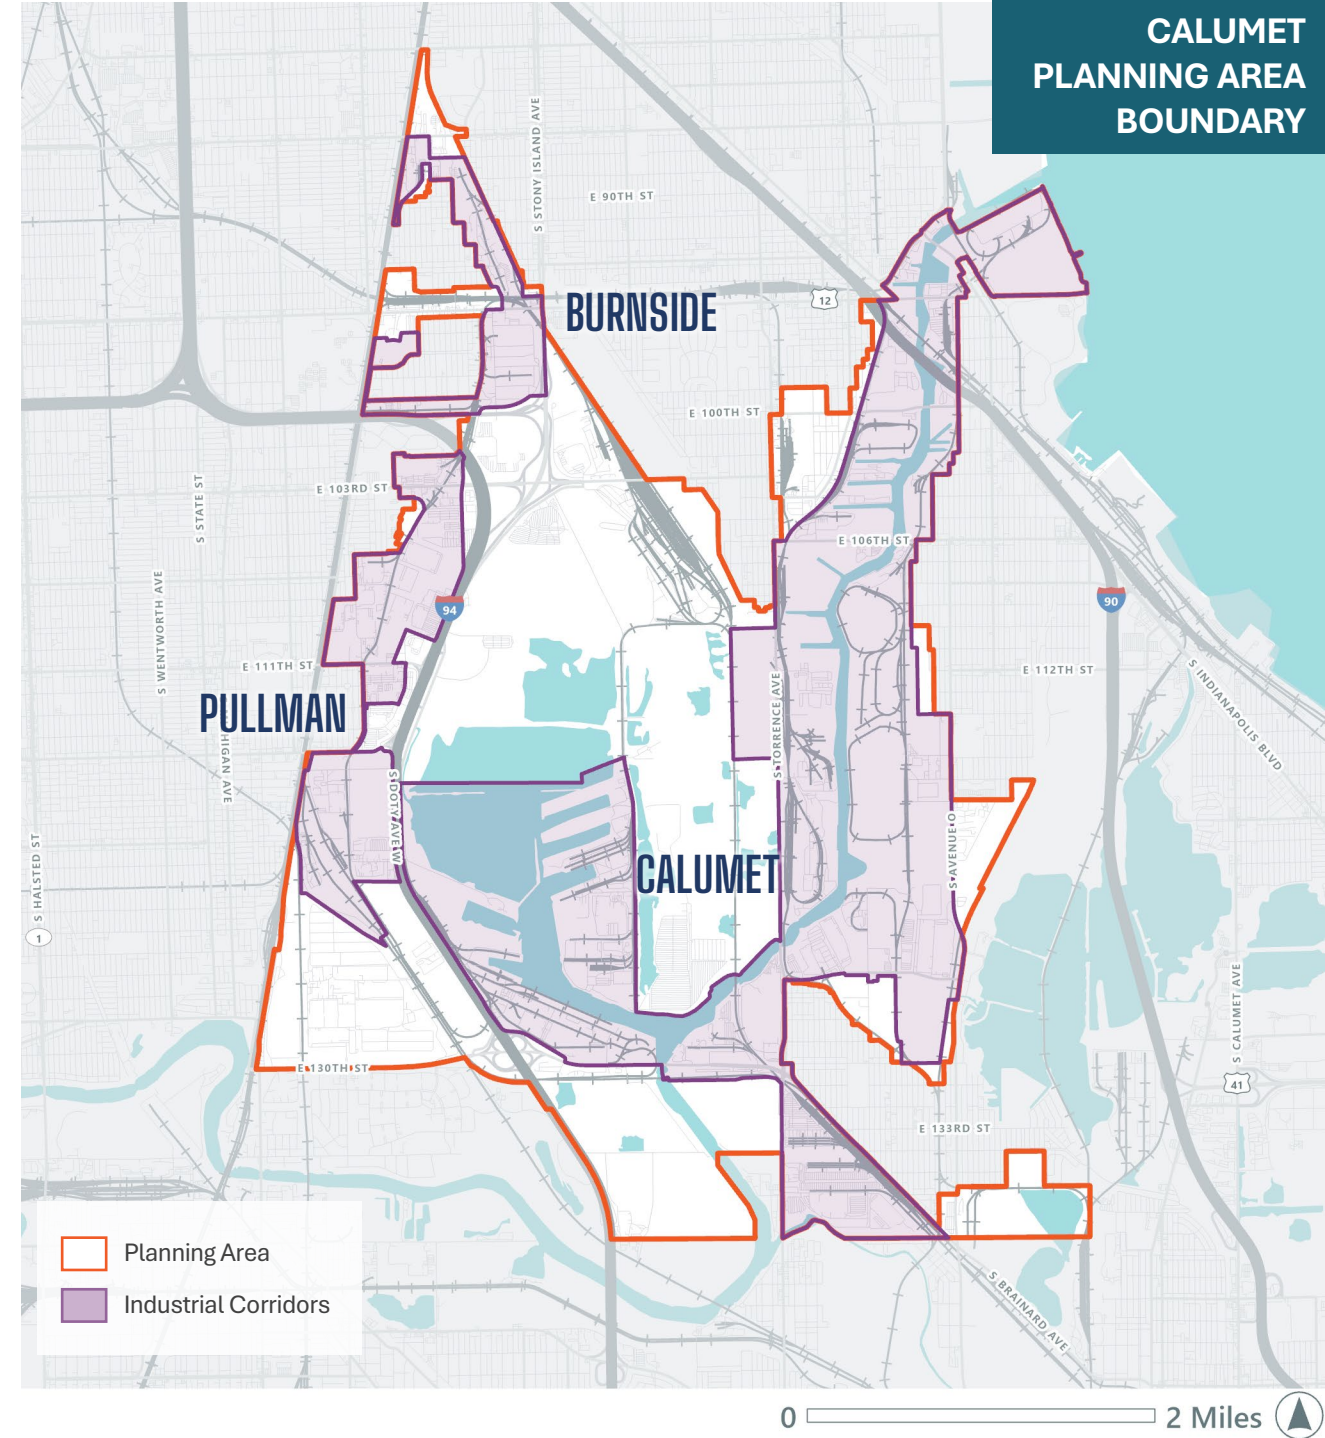 CALUMET
PLANNING AREA
BOUNDARY
S STONY ISLAND AVE
E 90TH ST
12
BURNSIDE
E 100TH ST
E 103RD ST
S STATE ST
E 106TH ST
S WENTWORTH AVE
94
90
E 111TH ST
E 112TH ST
S INDIANAPOLIS BLVD
PULLMAN
HIGAN AVE
S TORRENCE AVE
S DOTY AVE W
S HALSTED ST
1
CALUMET
S AVENUE O
S CALUMET AVE
E 130TH ST
41
E 133RD ST
S BRAINARD AVE
Planning Area
Industrial Corridors
0 2 Miles